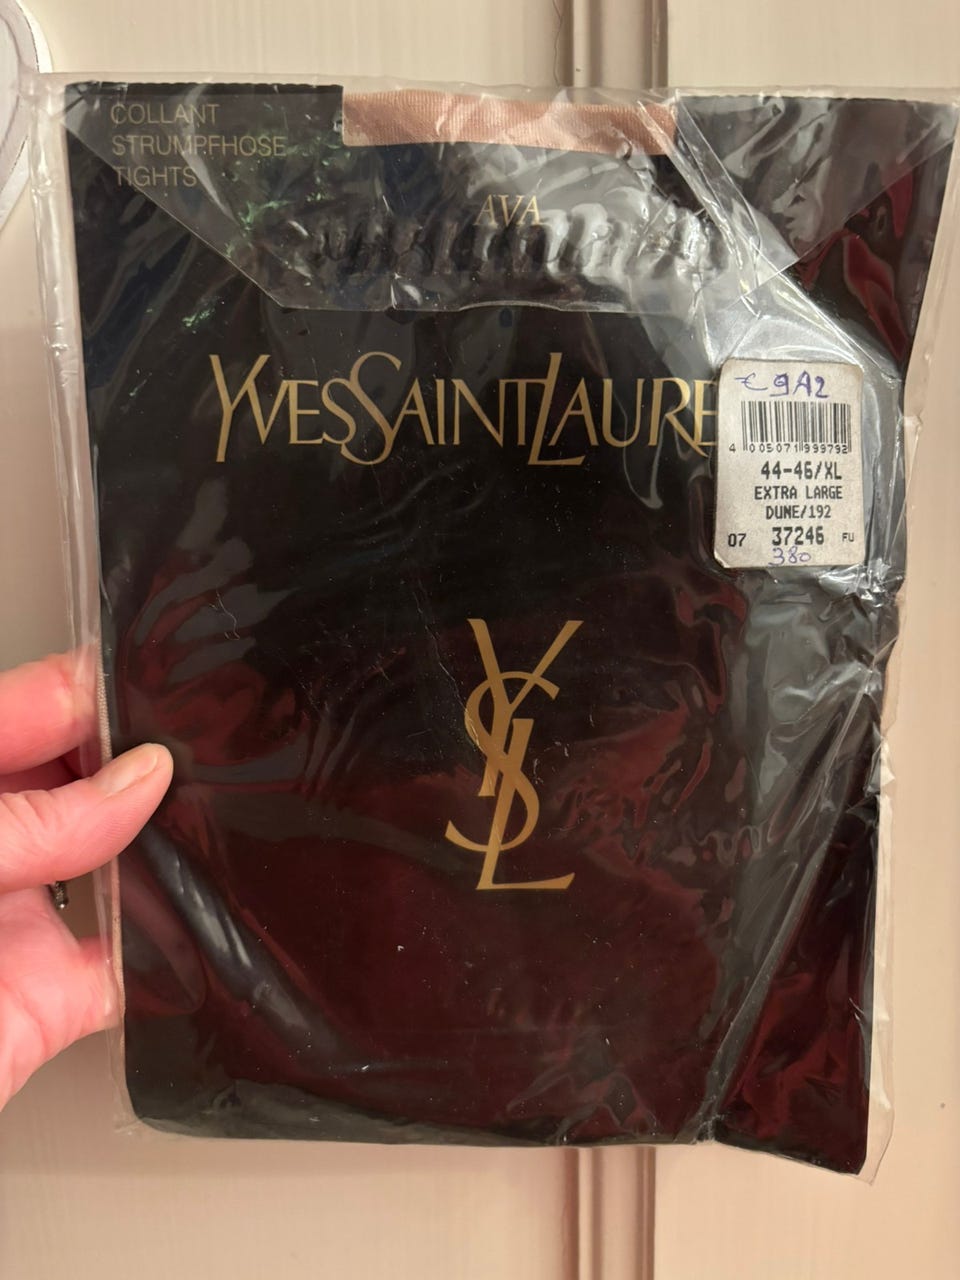 COLLANT
STRUMPFHOSE
TIGHTS
AVA
YVESSAINTLAURE
€ 9A2
4 005071 999792
44-46/XL
EXTRA LARGE
DUNE/192
07 37246 FU
380
YSL